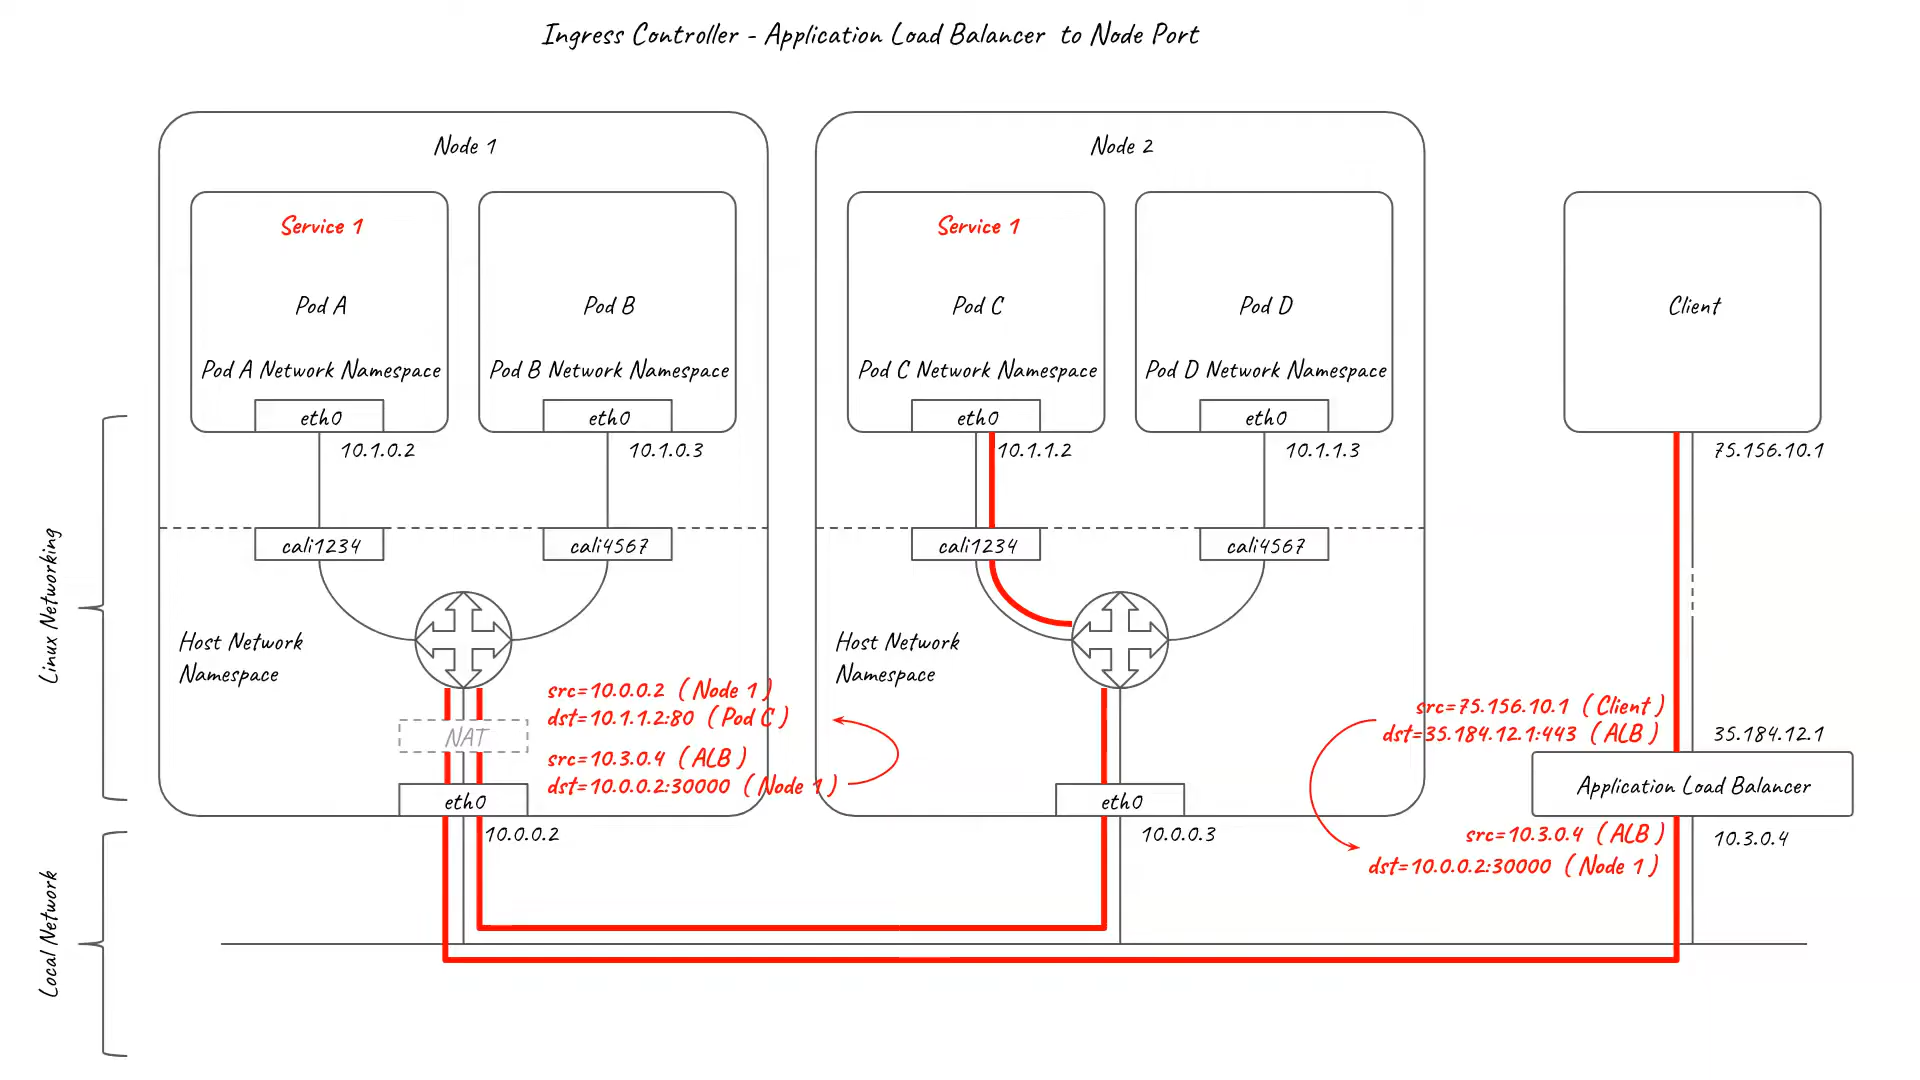 Ingress Controller - Application Load Balancer to Node Port
Node 1
Service 1
Pod A
Pod A Network Namespace
eth0
10.1.0.2
Pod B
Pod B Network Namespace
eth0
10.1.0.3
cali1234
cali4567
Host Network
Namespace
src=10.0.0.2 (Node 1)
dst=10.1.1.2:80 (Pod C)
NAT
src=10.3.0.4 (ALB)
dst=10.0.0.2:30000 (Node 1)
eth0
10.0.0.2
Node 2
Service 1
Pod C
Pod C Network Namespace
eth0
10.1.1.2
Pod D
Pod D Network Namespace
eth0
10.1.1.3
cali1234
cali4567
Host Network
Namespace
eth0
10.0.0.3
Client
75.156.10.1
src=75.156.10.1 (Client)
dst=35.184.12.1:443 (ALB)
35.184.12.1
Application Load Balancer
src=10.3.0.4 (ALB)
dst=10.0.0.2:30000 (Node 1)
10.3.0.4
Linux Networking
Local Network